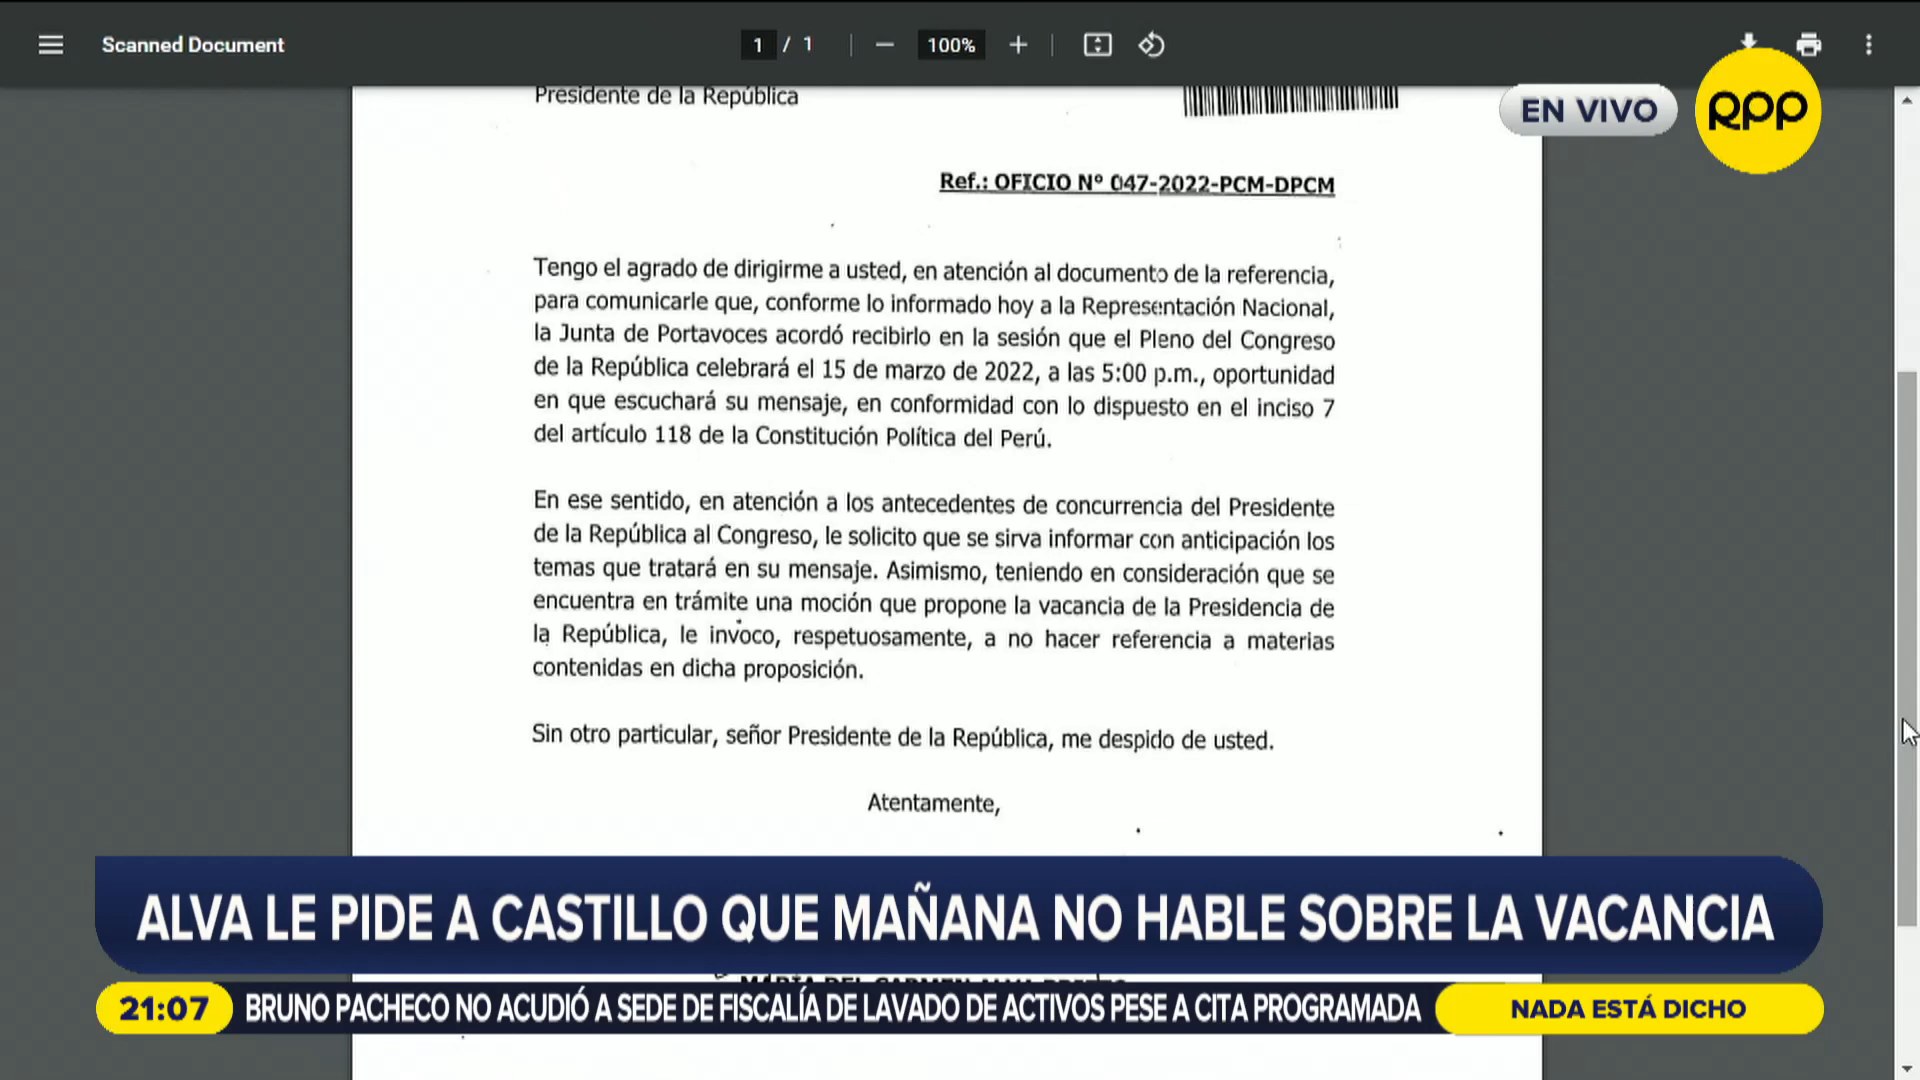 Scanned Document
1 / 1
100%
EN VIVO
rpp
Presidente de la República
Ref.: OFICIO Nº 047-2022-PCM-DPCM
Tengo el agrado de dirigirme a usted, en atención al documento de la referencia,
para comunicarle que, conforme lo informado hoy a la Representación Nacional,
la Junta de Portavoces acordó recibirlo en la sesión que el Pleno del Congreso
de la República celebrará el 15 de marzo de 2022, a las 5:00 p.m., oportunidad
en que escuchará su mensaje, en conformidad con lo dispuesto en el inciso 7
del artículo 118 de la Constitución Política del Perú.
En ese sentido, en atención a los antecedentes de concurrencia del Presidente
de la República al Congreso, le solicito que se sirva informar con anticipación los
temas que tratará en su mensaje. Asimismo, teniendo en consideración que se
encuentra en trámite una moción que propone la vacancia de la Presidencia de
la República, le invoco, respetuosamente, a no hacer referencia a materias
contenidas en dicha proposición.
Sin otro particular, señor Presidente de la República, me despido de usted.
Atentamente,
ALVA LE PIDE A CASTILLO QUE MAÑANA NO HABLE SOBRE LA VACANCIA
21:07
BRUNO PACHECO NO ACUDIÓ A SEDE DE FISCALÍA DE LAVADO DE ACTIVOS PESE A CITA PROGRAMADA
NADA ESTÁ DICHO